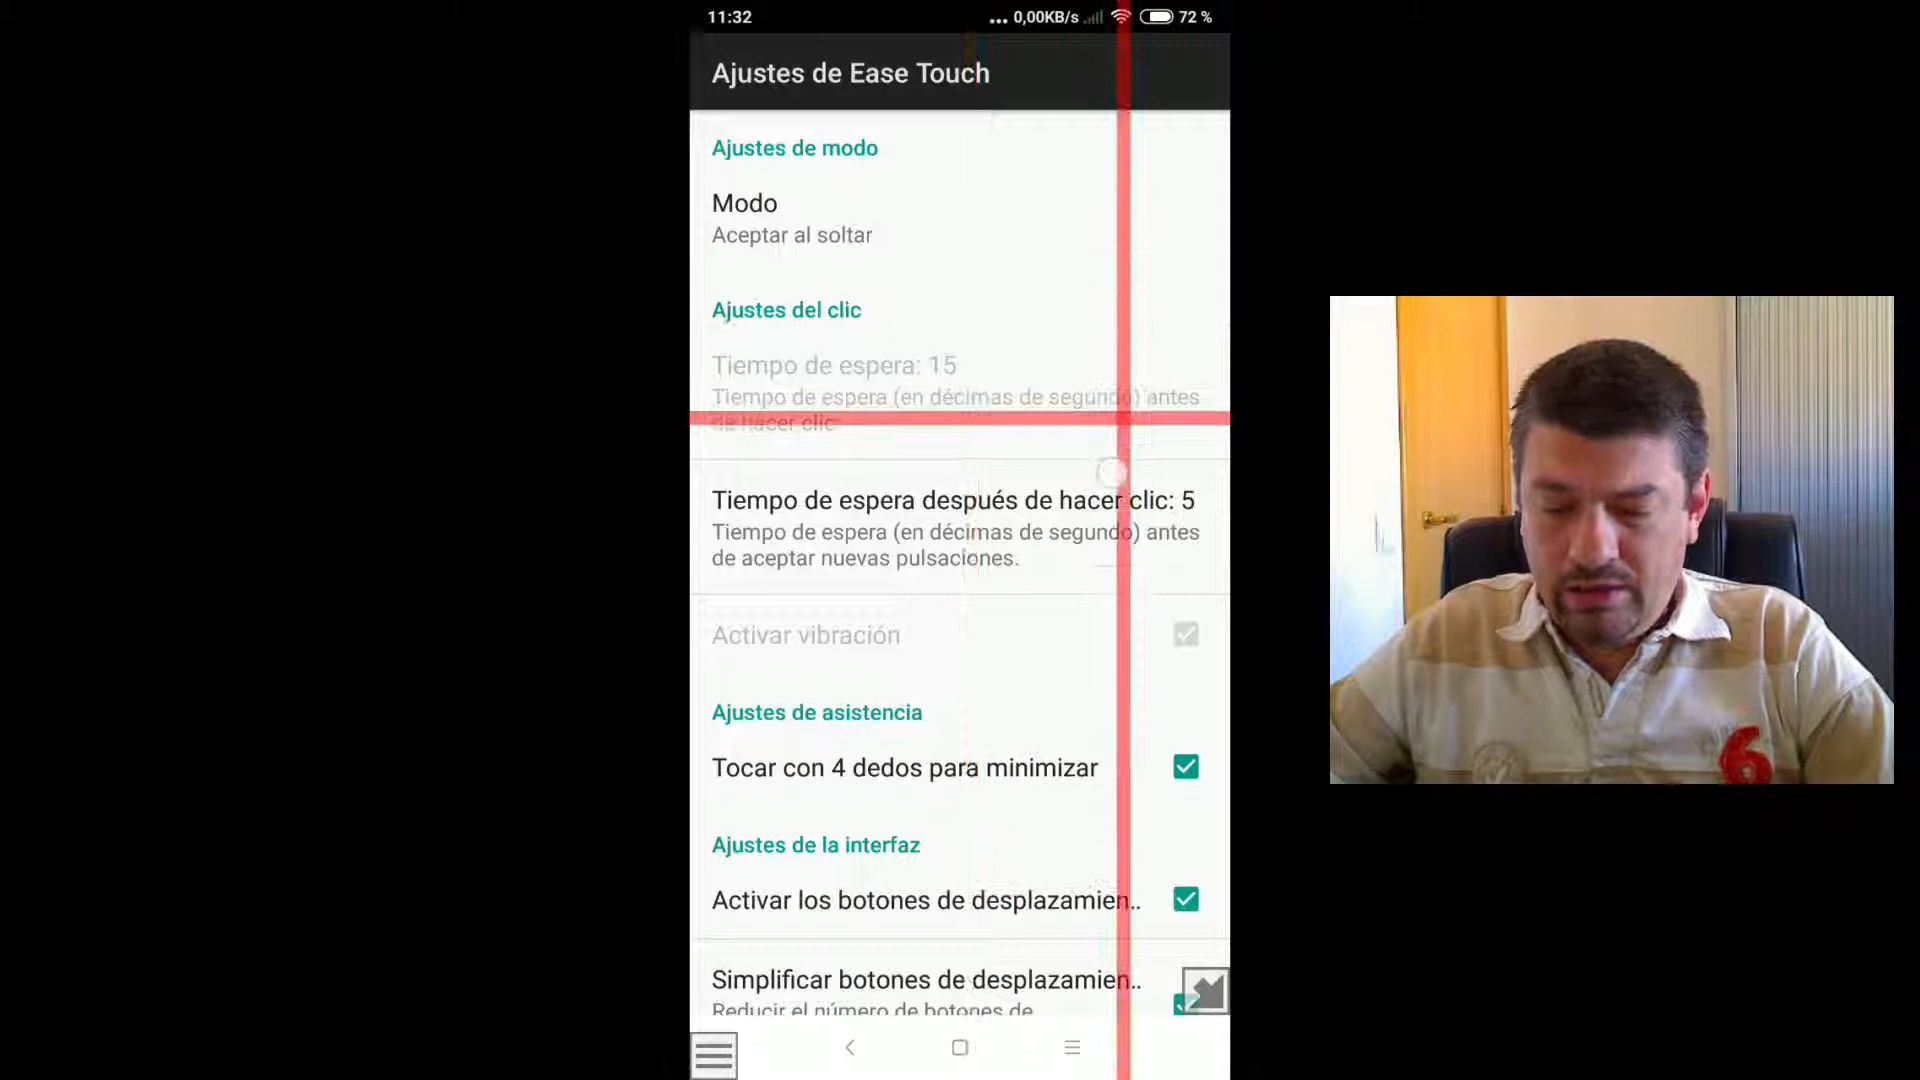 11:32
... 0,00KB/s 72 %
Ajustes de Ease Touch
Ajustes de modo
Modo
Aceptar al soltar
Ajustes del clic
Tiempo de espera: 15
Tiempo de espera (en décimas de segundo) antes
de hacer clic
Tiempo de espera después de hacer clic: 5
Tiempo de espera (en décimas de segundo) antes
de aceptar nuevas pulsaciones.
Activar vibración
Ajustes de asistencia
Tocar con 4 dedos para minimizar
Ajustes de la interfaz
Activar los botones de desplazamien..
Simplificar botones de desplazamien..
Reducir el número de botones de
6